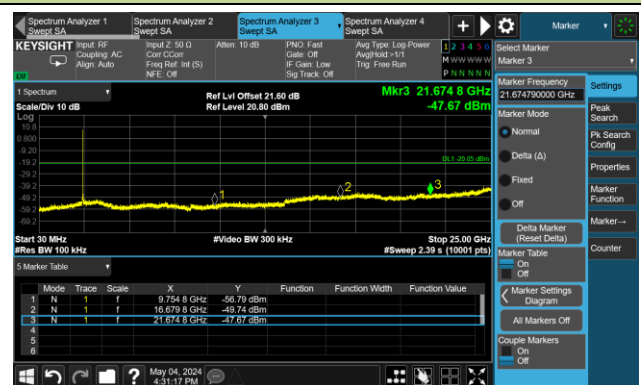 Spectrum Analyzer 1
Swept SA
Spectrum Analyzer 2
Swept SA
Spectrum Analyzer 3
Swept SA
Spectrum Analyzer 4
Swept SA
Marker
KEYSIGHT
Input: RF
Coupling: AC
Align: Auto
Input Z: 50 Ω
Corr CCorr
Freq Ref: Int (S)
NFE: Off
Atten: 10 dB
PNO: Fast
Gate: Off
IF Gain: Low
Sig Track: Off
Avg Type: Log-Power
Avg|Hold:>1/1
Trig: Free Run
1 2 3 4 5 6
M W W W W W
P N N N N N
LV
Select Marker
Marker 3
Marker Frequency
21.674790000 GHz
Settings
Marker Mode
Normal
Delta (Δ)
Fixed
Off
Delta Marker
(Reset Delta)
Marker Table
On
Off
Marker Settings
Diagram
All Markers Off
Couple Markers
On
Off
Peak
Search
Pk Search
Config
Properties
Marker
Function
Marker→
Counter
1 Spectrum
Scale/Div 10 dB
Log
Ref Lvl Offset 21.60 dB
Ref Level 20.80 dBm
Mkr3 21.674 8 GHz
-47.67 dBm
10.8
0.800
-9.20
-19.2
-29.2
-39.2
-49.2
-59.2
-69.2
DL1 -20.05 dBm
1
2
3
Start 30 MHz
#Res BW 100 kHz
#Video BW 300 kHz
Stop 25.00 GHz
#Sweep 2.39 s (10001 pts)
5 Marker Table
Mode Trace Scale X Y Function Function Width Function Value
1 N 1 f 9.754 8 GHz -56.79 dBm
2 N 1 f 16.679 8 GHz -49.74 dBm
3 N 1 f 21.674 8 GHz -47.67 dBm
4
5
6
?
May 04, 2024
4:31:17 PM